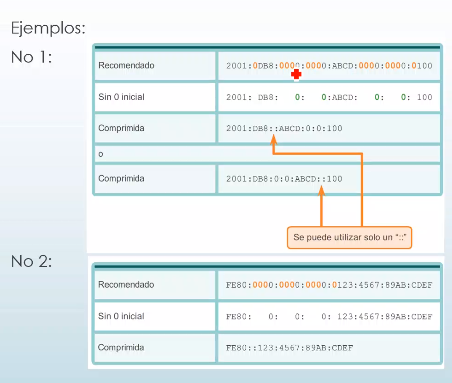 Ejemplos:
No 1:
Recomendado 2001:0DB8:0000:0000:ABCD:0000:0000:0100
Sin 0 inicial 2001: DB8: 0: 0:ABCD: 0: 0: 100
Comprimida 2001:DB8::ABCD:0:0:100
o
Comprimida 2001:DB8:0:0:ABCD::100
Se puede utilizar solo un “::”
No 2:
Recomendado FE80:0000:0000:0000:0123:4567:89AB:CDEF
Sin 0 inicial FE80: 0: 0: 0: 123:4567:89AB:CDEF
Comprimida FE80::123:4567:89AB:CDEF